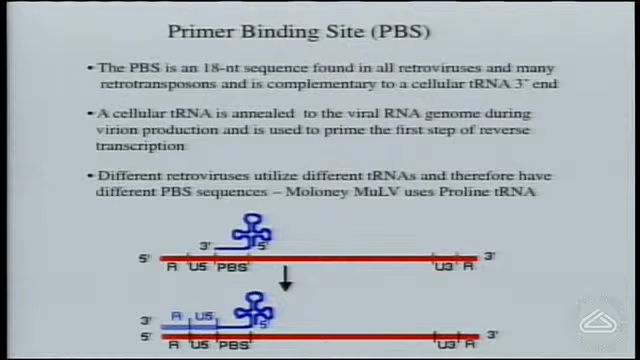 Primer Binding Site (PBS)
• The PBS is an 18-nt sequence found in all retroviruses and many
retrotransposons and is complementary to a cellular tRNA 3" end
• A cellular tRNA is annealed to the viral RNA genome during
virion production and is used to prime the first step of reverse
transcription
• Different retroviruses utilize different tRNAs and therefore have
different PBS sequences – Moloney MuLV uses Proline tRNA
3' 5'
5' 3'
R U5 PBS U3 R
R U5
3' 5'
5' 3'
R U5 PBS U3 R